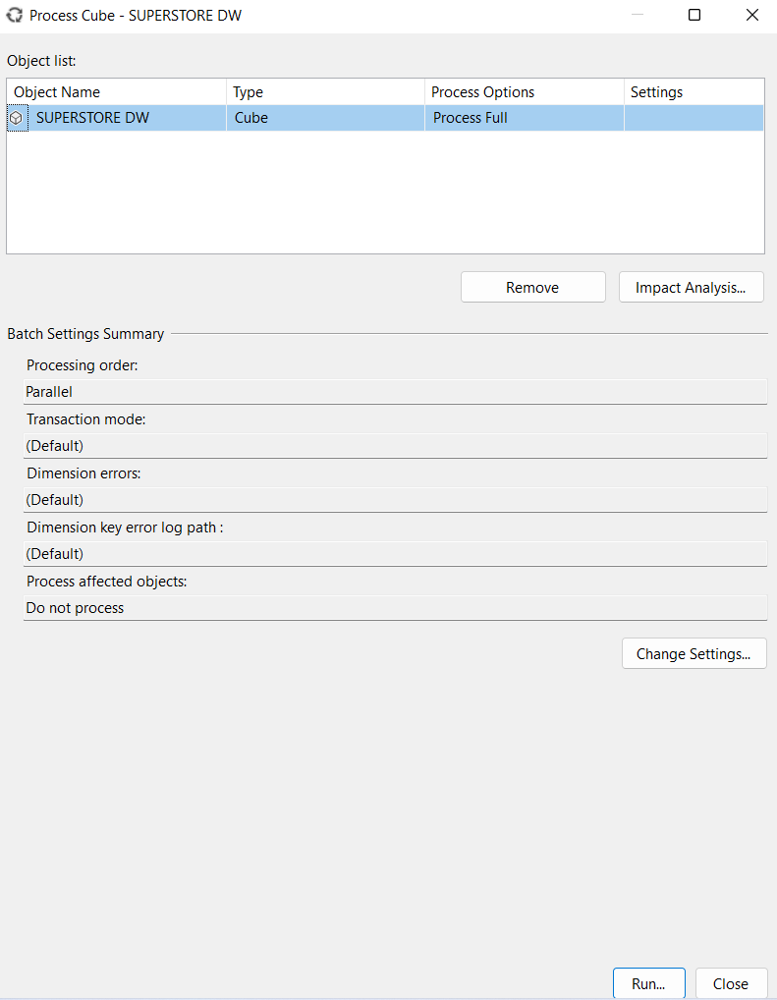 Process Cube - SUPERSTORE DW
Object list:
Object Name Type Process Options Settings
SUPERSTORE DW Cube Process Full
Remove Impact Analysis...
Batch Settings Summary
Processing order:
Parallel
Transaction mode:
(Default)
Dimension errors:
(Default)
Dimension key error log path :
(Default)
Process affected objects:
Do not process
Change Settings...
Run... Close